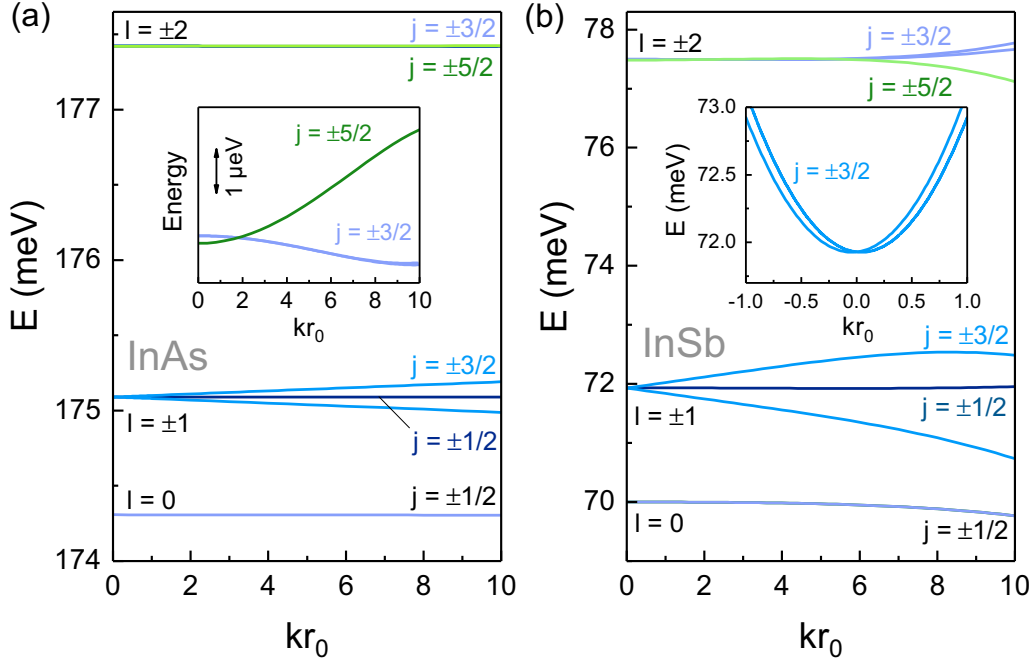 (a)
l = ±2
j = ±3/2
j = ±5/2
177
176
175
174
E (meV)
Energy
1 μeV
j = ±5/2
j = ±3/2
0 2 4 6 8 10
kr0
InAs
j = ±3/2
l = ±1
j = ±1/2
l = 0
j = ±1/2
0 2 4 6 8 10
kr0
(b)
l = ±2
j = ±3/2
j = ±5/2
78
76
74
72
70
E (meV)
73.0
72.5
72.0
E (meV)
j = ±3/2
-1.0 -0.5 0.0 0.5 1.0
kr0
InSb
j = ±3/2
l = ±1
j = ±1/2
l = 0
j = ±1/2
0 2 4 6 8 10
kr0